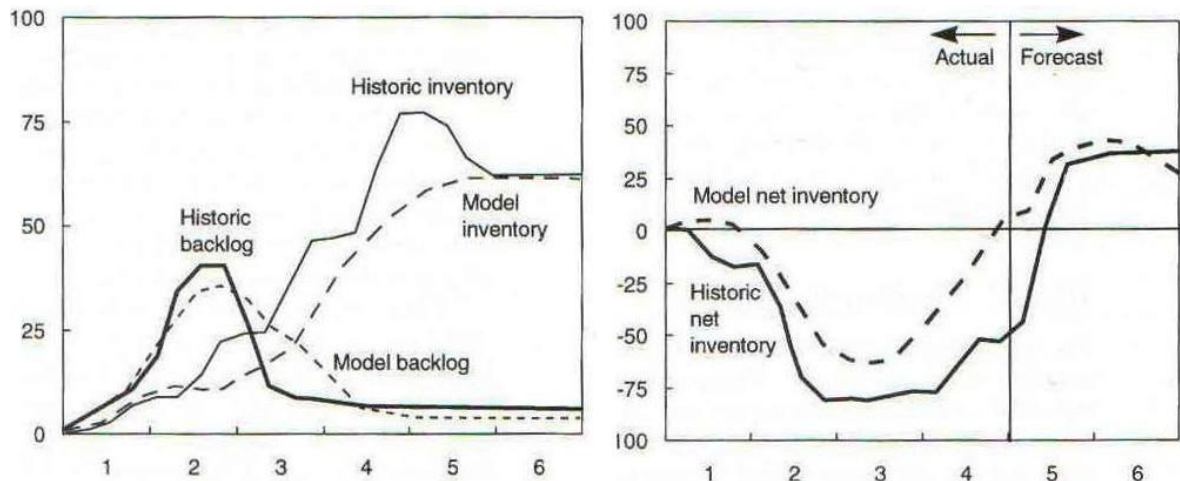 100
75
50
25
0
1 2 3 4 5 6
Historic inventory
Historic
backlog
Model
inventory
Model backlog
100
75
50
25
0
-25
-50
-75
100
1 2 3 4 5 6
Actual Forecast
Model net inventory
Historic
net
inventory